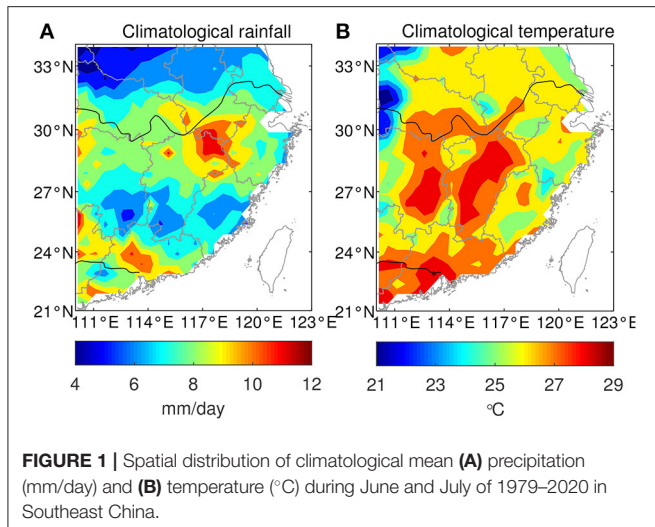 A Climatological rainfall
B Climatological temperature
33°N
30°N
27°N
24°N
21°N
111°E 114°E 117°E 120°E 123°E
33°N
30°N
27°N
24°N
21°N
111°E 114°E 117°E 120°E 123°E
4 6 8 10 12
mm/day
21 23 25 27 29
°C
FIGURE 1 | Spatial distribution of climatological mean (A) precipitation
(mm/day) and (B) temperature (°C) during June and July of 1979–2020 in
Southeast China.